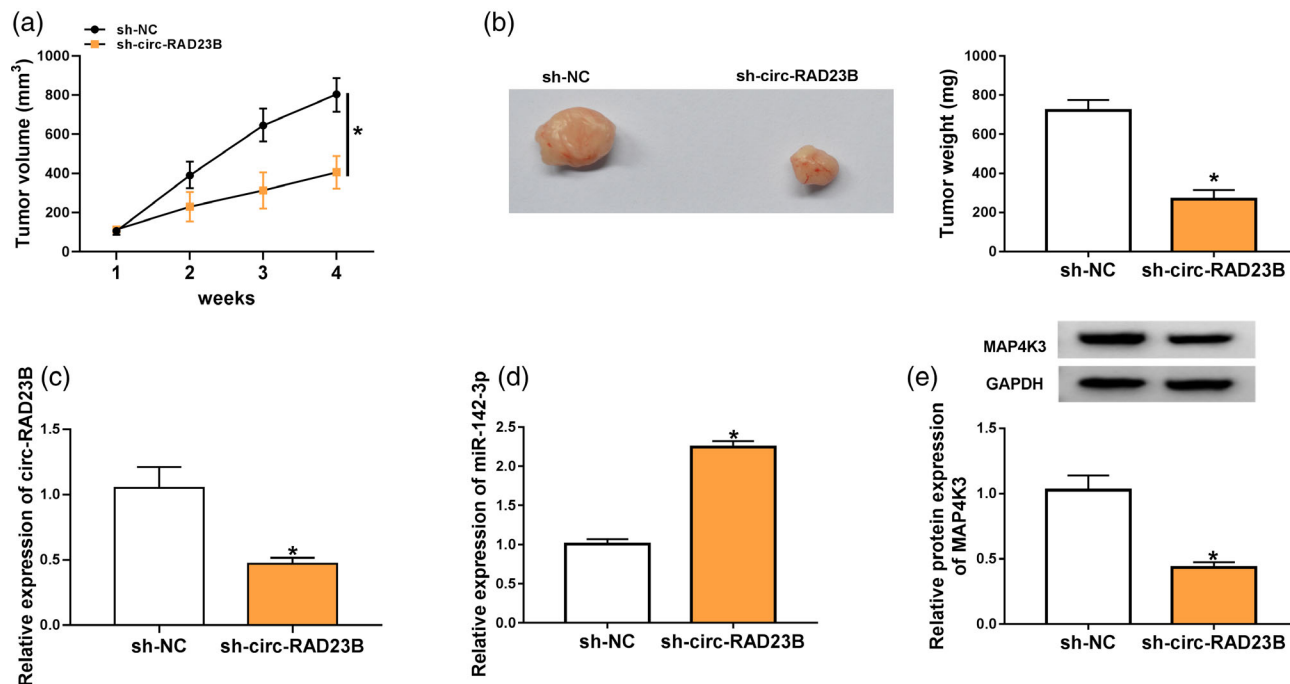 (a)
sh-NC
sh-circ-RAD23B
Tumor volume (mm³)
1000
800
600
400
200
0
*
1 2 3 4
weeks
(b)
sh-NC sh-circ-RAD23B
Tumor weight (mg)
1000
800
600
400
200
0
*
sh-NC sh-circ-RAD23B
(c)
Relative expression of circ-RAD23B
1.5
1.0
0.5
0.0
*
sh-NC sh-circ-RAD23B
(d)
Relative expression of miR-142-3p
2.5
2.0
1.5
1.0
0.5
0.0
*
sh-NC sh-circ-RAD23B
(e)
MAP4K3
GAPDH
Relative protein expression
of MAP4K3
1.5
1.0
0.5
0.0
*
sh-NC sh-circ-RAD23B